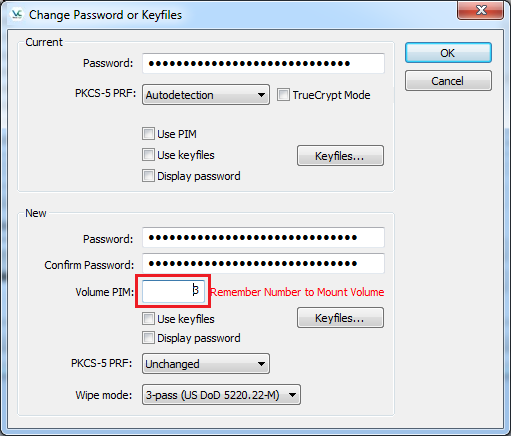 Change Password or Keyfiles
Current
Password: ●●●●●●●●●●●●●●●●●●●●●●●●●●●●●●
PKCS-5 PRF: Autodetection TrueCrypt Mode
Use PIM
Use keyfiles Keyfiles...
Display password
OK
Cancel
New
Password: ●●●●●●●●●●●●●●●●●●●●●●●●●●●●●●
Confirm Password: ●●●●●●●●●●●●●●●●●●●●●●●●●●●●●●
Volume PIM: 3 Remember Number to Mount Volume
Use keyfiles Keyfiles...
Display password
PKCS-5 PRF: Unchanged
Wipe mode: 3-pass (US DoD 5220.22-M)